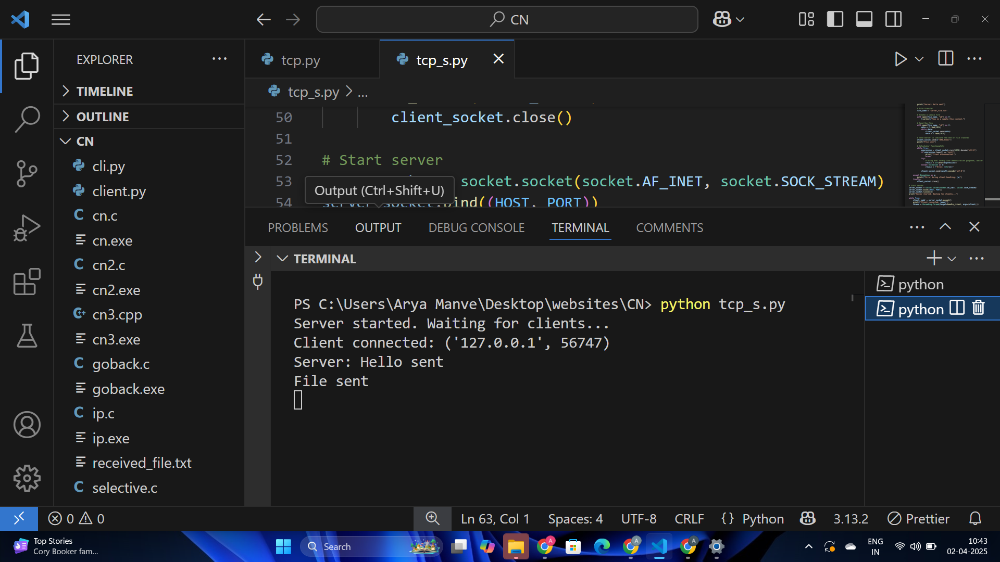 CN
EXPLORER
TIMELINE
OUTLINE
CN
cli.py
client.py
cn.c
cn.exe
cn2.c
cn2.exe
cn3.cpp
cn3.exe
goback.c
goback.exe
ip.c
ip.exe
received_file.txt
selective.c
tcp.py
tcp_s.py
tcp_s.py > ...
50 client_socket.close()
51
52 # Start server
53 socket.socket(socket.AF_INET, socket.SOCK_STREAM)
54 server_socket.bind((HOST, PORT))
Output (Ctrl+Shift+U)
PROBLEMS OUTPUT DEBUG CONSOLE TERMINAL COMMENTS
TERMINAL
PS C:\Users\Arya Manve\Desktop\websites\CN> python tcp_s.py
Server started. Waiting for clients...
Client connected: ('127.0.0.1', 56747)
Server: Hello sent
File sent
python
python
0 0
Ln 63, Col 1 Spaces: 4 UTF-8 CRLF {} Python 3.13.2 Prettier
Top Stories
Cory Booker fam...
Search
ENG
IN
10:43
02-04-2025